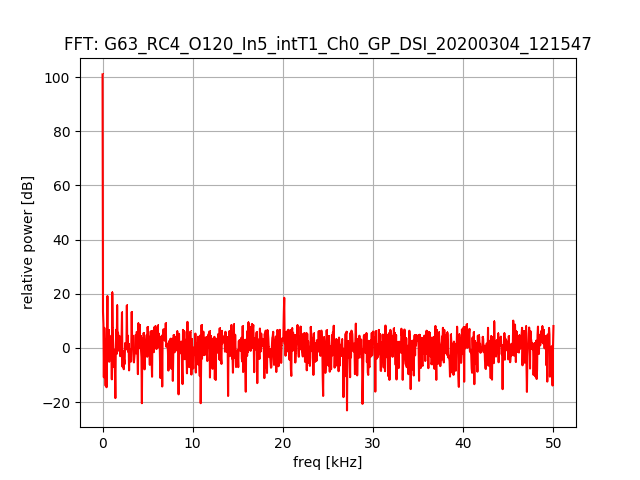 FFT: G63_RC4_O120_In5_intT1_Ch0_GP_DSI_20200304_121547
100
80
60
40
20
0
−20
relative power [dB]
0 10 20 30 40 50
freq [kHz]